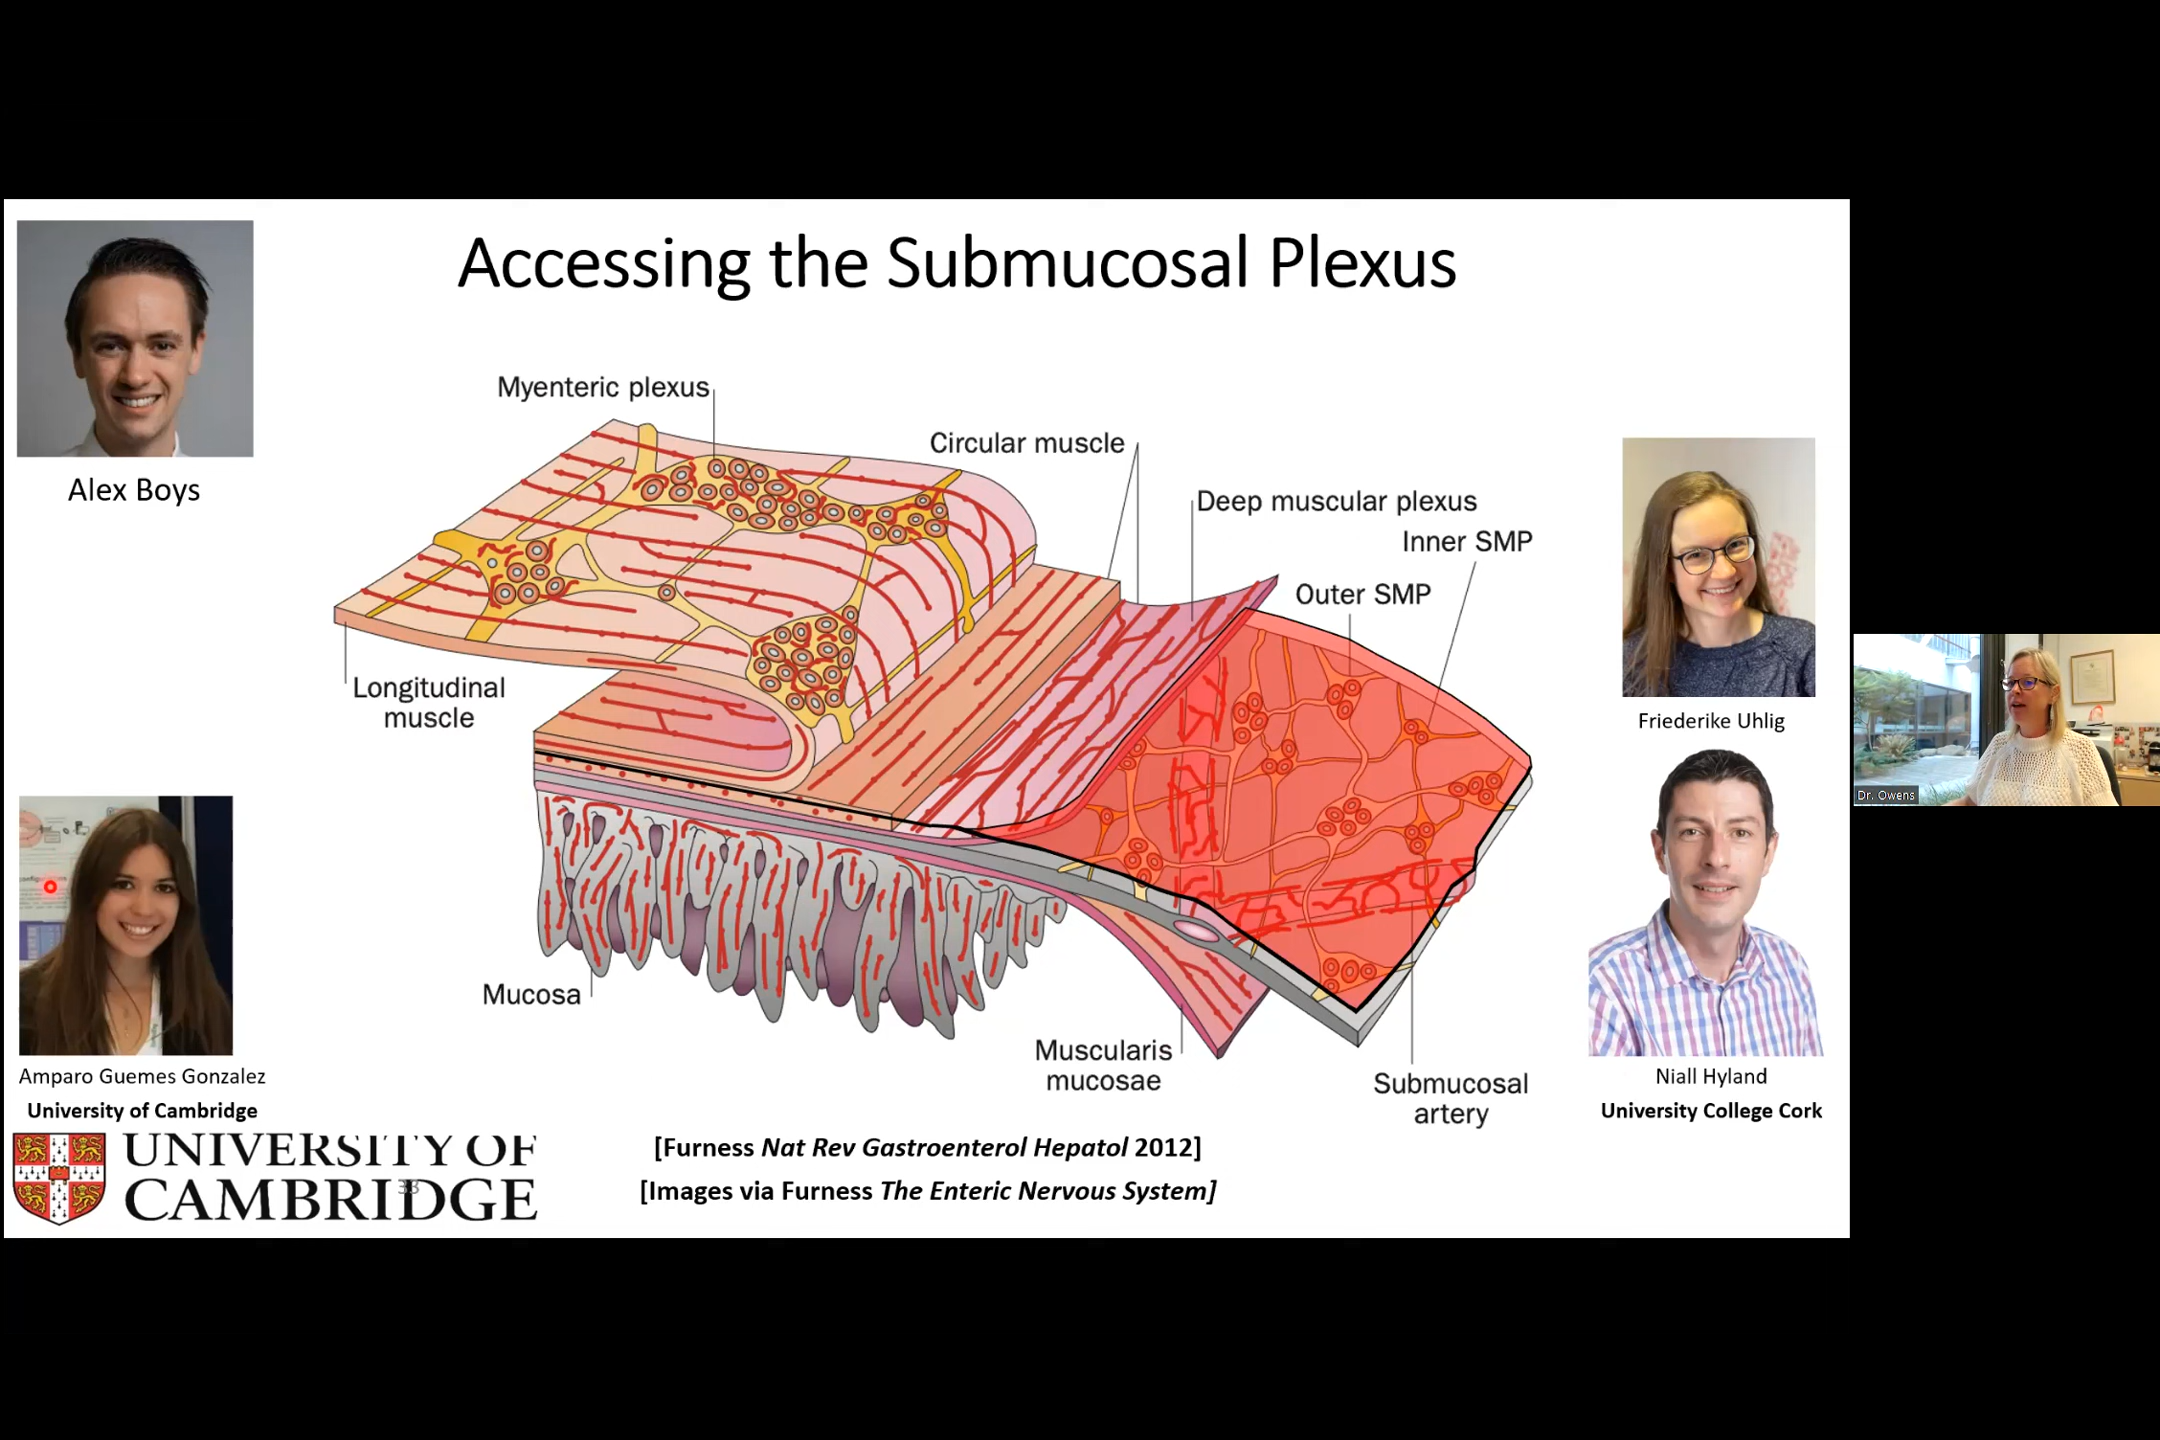 Accessing the Submucosal Plexus
Alex Boys
Myenteric plexus
Circular muscle
Deep muscular plexus
Inner SMP
Outer SMP
Longitudinal
muscle
Friederike Uhlig
Dr. Owens
Mucosa
Muscularis
mucosae
Submucosal
artery
Amparo Guemes Gonzalez
University of Cambridge
Niall Hyland
University College Cork
UNIVERSITY OF
CAMBRIDGE
33
[Furness Nat Rev Gastroenterol Hepatol 2012]
[Images via Furness The Enteric Nervous System]